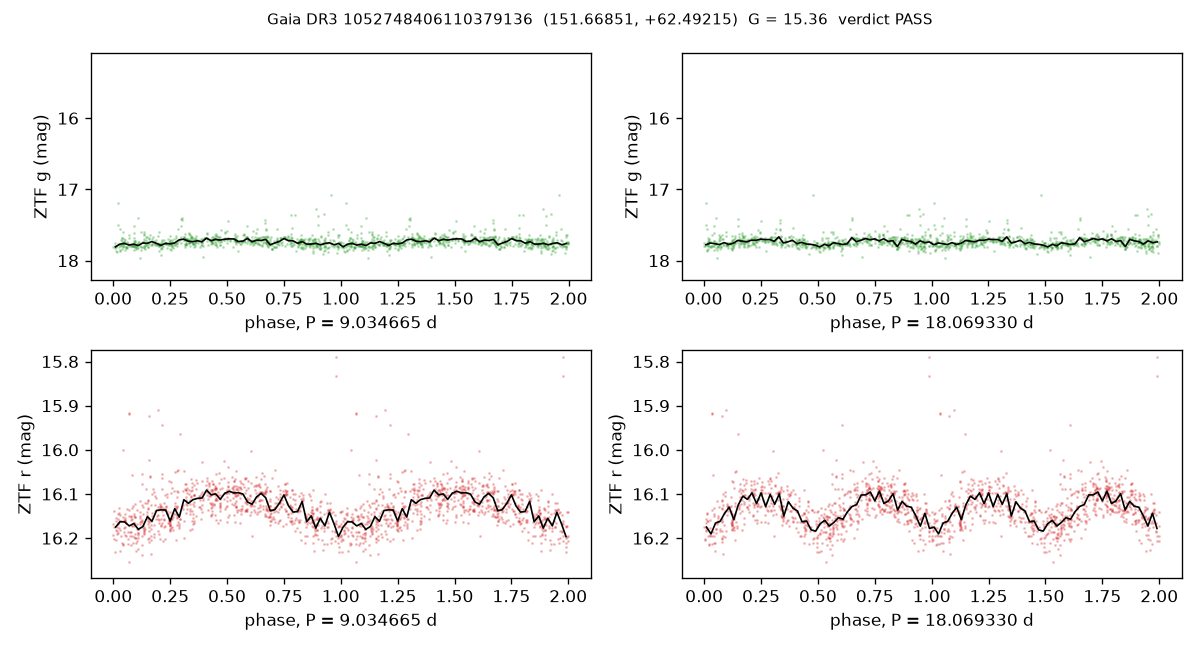 Gaia DR3 1052748406110379136 (151.66851, +62.49215) G = 15.36 verdict PASS
ZTF g (mag)
16
17
18
0.00 0.25 0.50 0.75 1.00 1.25 1.50 1.75 2.00
phase, P = 9.034665 d
ZTF g (mag)
16
17
18
0.00 0.25 0.50 0.75 1.00 1.25 1.50 1.75 2.00
phase, P = 18.069330 d
ZTF r (mag)
15.8
15.9
16.0
16.1
16.2
0.00 0.25 0.50 0.75 1.00 1.25 1.50 1.75 2.00
phase, P = 9.034665 d
ZTF r (mag)
15.8
15.9
16.0
16.1
16.2
0.00 0.25 0.50 0.75 1.00 1.25 1.50 1.75 2.00
phase, P = 18.069330 d